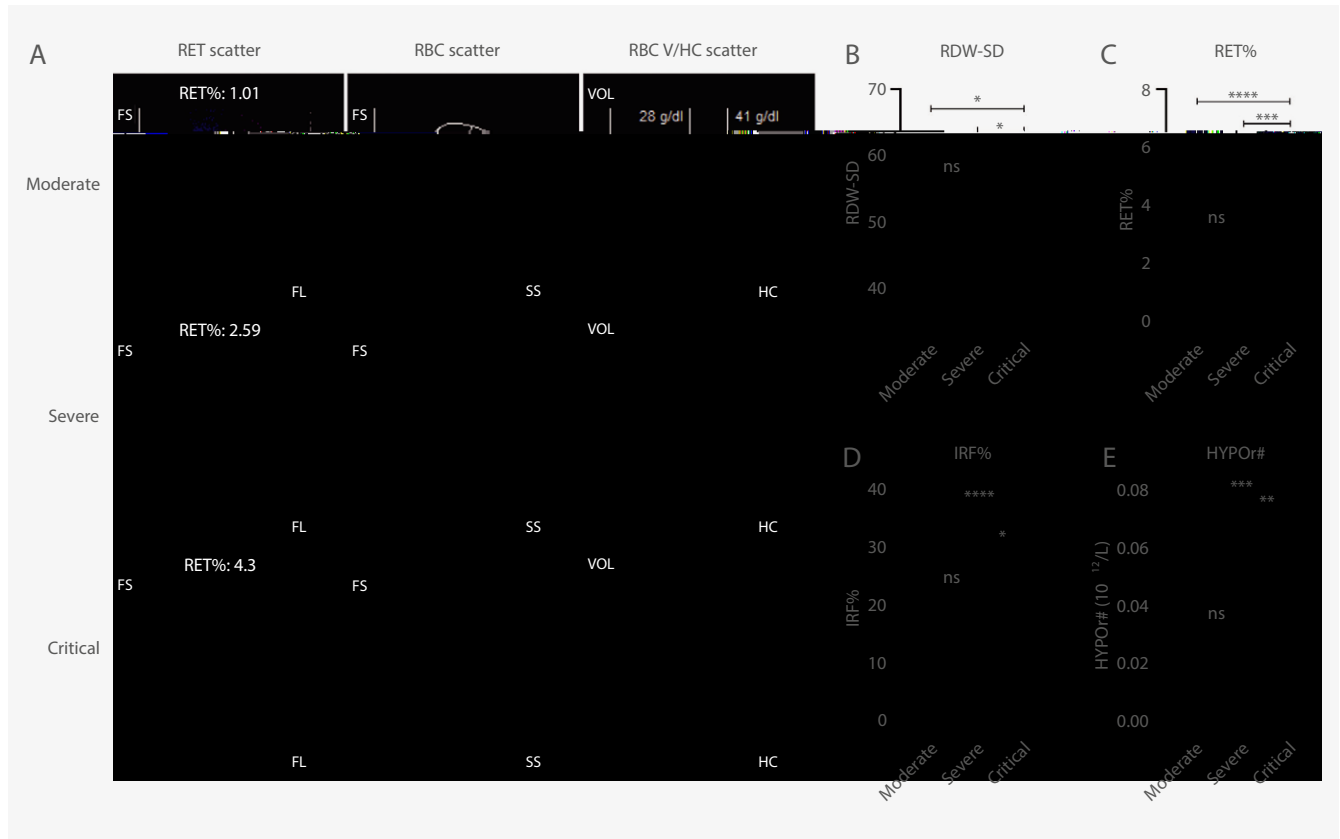 A
RET scatter
RBC scatter
RBC V/HC scatter
Moderate
RET%: 1.01
FS
FL
FS
SS
VOL
28 g/dl
41 g/dl
HC
Severe
RET%: 2.59
FS
FL
FS
SS
VOL
HC
Critical
RET%: 4.3
FS
FL
FS
SS
VOL
HC
B
RDW-SD
RDW-SD
70
60
50
40
*
*
ns
Moderate
Severe
Critical
C
RET%
RET%
8
6
4
2
0
****
***
ns
Moderate
Severe
Critical
D
IRF%
IRF%
40
30
20
10
0
****
*
ns
Moderate
Severe
Critical
E
HYPOr#
HYPOr# (10 12/L)
0.08
0.06
0.04
0.02
0.00
***
**
ns
Moderate
Severe
Critical